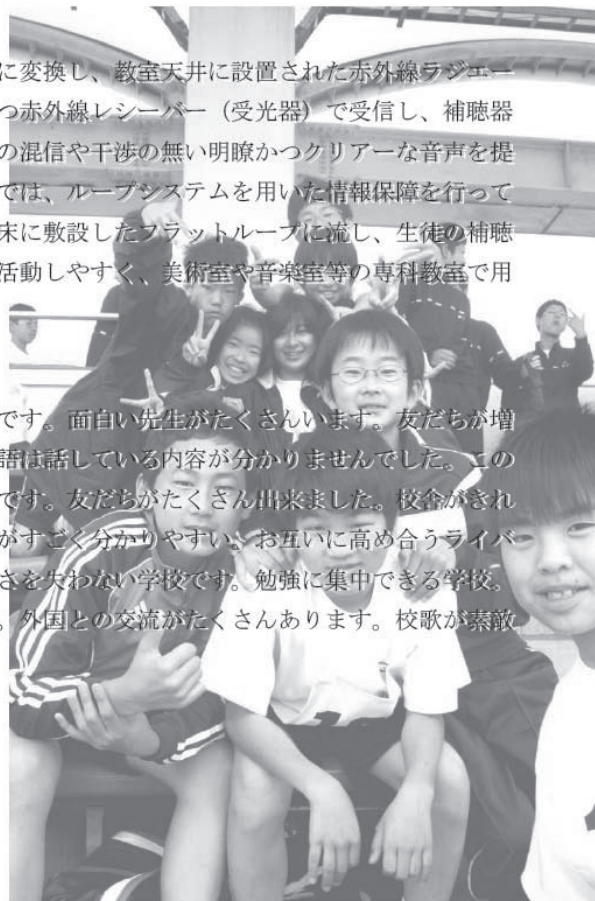 に変換し、教室天井に設置された赤外線ラジエー
つ赤外線レシーバー（受光器）で受信し、補聴器
の混信や干渉の無い明瞭かつクリアーな音声を提
では、ループシステムを用いた情報保障を行って
床に敷設したフラットループに流し、生徒の補聴
活動しやすく、美術室や音楽室等の専科教室で用
です。面白い先生がたくさんいます。友だちが増
語は話している内容が分かりませんでした。この
です。友だちがたくさん出来ました。校舎がきれ
がすごく分かりやすい。お互いに高め合うライバ
さを失わない学校です。勉強に集中できる学校。
。外国との交流がたくさんあります。校歌が素敵